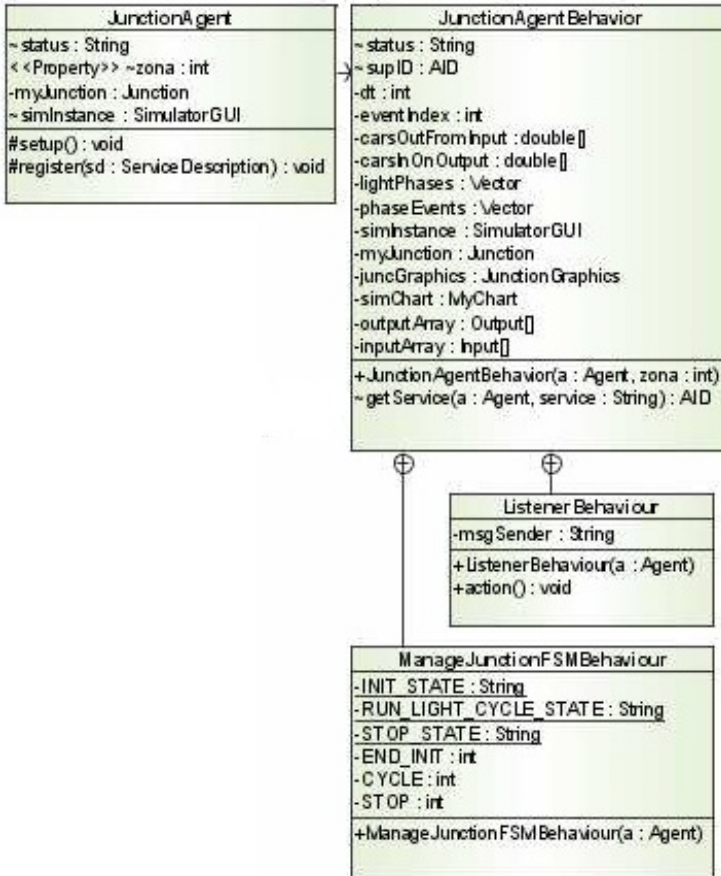 JunctionAgent
~status : String
<<Property>> ~zona : int
-myJunction : Junction
~simInstance : SimulatorGUI
#setup() : void
#register(sd : ServiceDescription) : void
JunctionAgentBehavior
~status : String
~supID : AID
-dt : int
-eventIndex : int
-carsOutFromInput : double[]
-carsInOnOutput : double[]
-lightPhases : Vector
-phaseEvents : Vector
-simInstance : SimulatorGUI
-myJunction : Junction
-juncGraphics : JunctionGraphics
-simChart : MyChart
-outputArray : Output[]
-inputArray : Input[]
+JunctionAgentBehavior(a : Agent, zona : int)
~getService(a : Agent, service : String) : AID
ListenerBehaviour
-msgSender : String
+ListenerBehaviour(a : Agent)
+action() : void
ManageJunctionFSMBehaviour
-INIT_STATE : String
-RUN_LIGHT_CYCLE_STATE : String
-STOP_STATE : String
-END_INIT : int
-CYCLE : int
-STOP : int
+ManageJunctionFSMBehaviour(a : Agent)